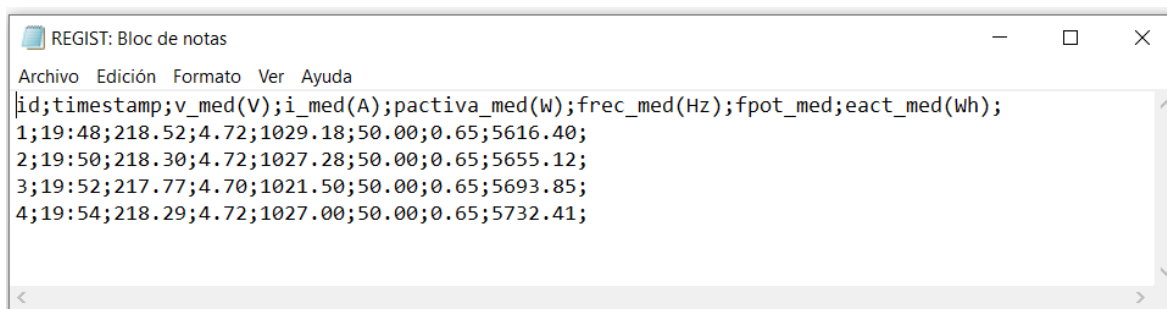 REGIST: Bloc de notas
Archivo Edición Formato Ver Ayuda
id;timestamp;v_med(V);i_med(A);pactiva_med(W);frec_med(Hz);fpot_med;eact_med(Wh);
1;19:48;218.52;4.72;1029.18;50.00;0.65;5616.40;
2;19:50;218.30;4.72;1027.28;50.00;0.65;5655.12;
3;19:52;217.77;4.70;1021.50;50.00;0.65;5693.85;
4;19:54;218.29;4.72;1027.00;50.00;0.65;5732.41;